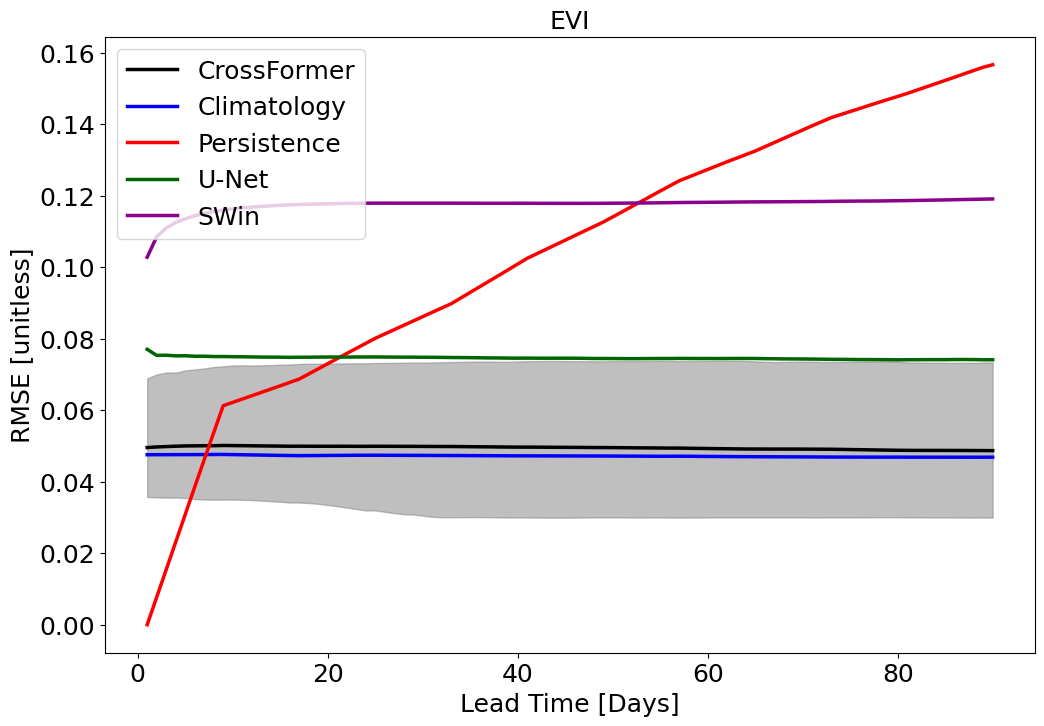 EVI
0.16
0.14
0.12
0.10
0.08
0.06
0.04
0.02
0.00
RMSE [unitless]
CrossFormer
Climatology
Persistence
U-Net
SWin
0
20
40
60
80
Lead Time [Days]